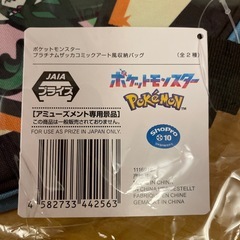 ポケットモンスター
プラチナムザッカコミックアート風収納バッグ
(全2種)
JAIA
プライズ
ポケットモンスター
POKÉMON
【アミューズメント専用景品】
この商品は一般販売されておりません。
FOR USE AS PRIZE IN JAPAN ONLY.
SHOPRO
10
4 582733 442563